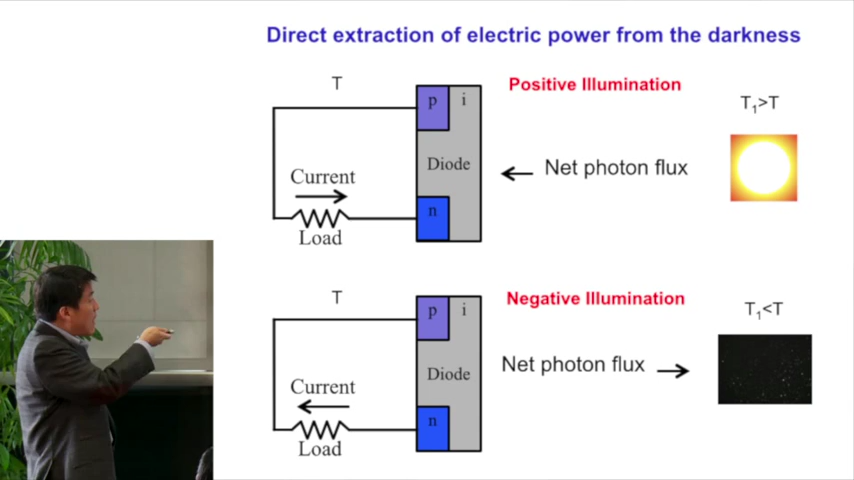 Direct extraction of electric power from the darkness
T
Positive Illumination
p i
T₁>T
Diode
Net photon flux
Current
n
Load
T
Negative Illumination
p i
T₁<T
Net photon flux
Diode
Current
n
Load